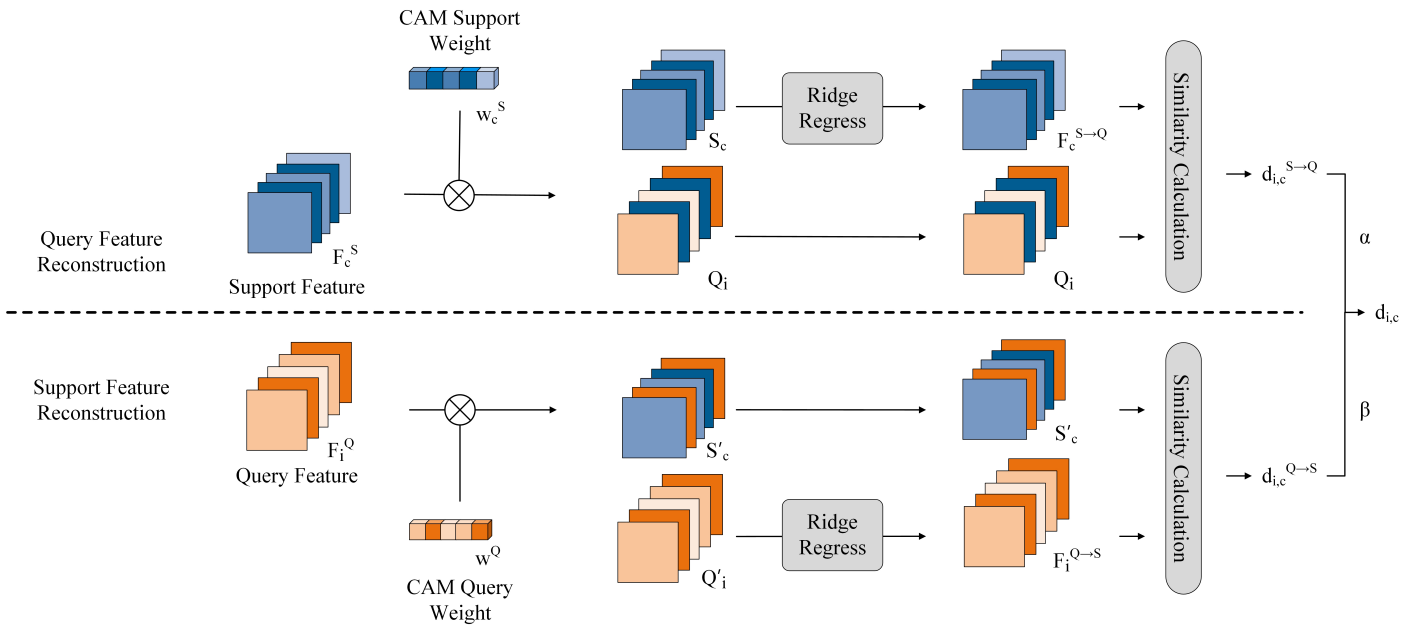 CAM Support
Weight
w_c^S
S_c
Ridge
Regress
F_c^{S→Q}
Similarity Calculation
d_{i,c}^{S→Q}
Query Feature
Reconstruction
F_c^S
Support Feature
Q_i
Q_i
α
d_{i,c}
Support Feature
Reconstruction
F_i^Q
Query Feature
S′_c
S′_c
Similarity Calculation
β
d_{i,c}^{Q→S}
w^Q
CAM Query
Weight
Q′_i
Ridge
Regress
F_i^{Q→S}